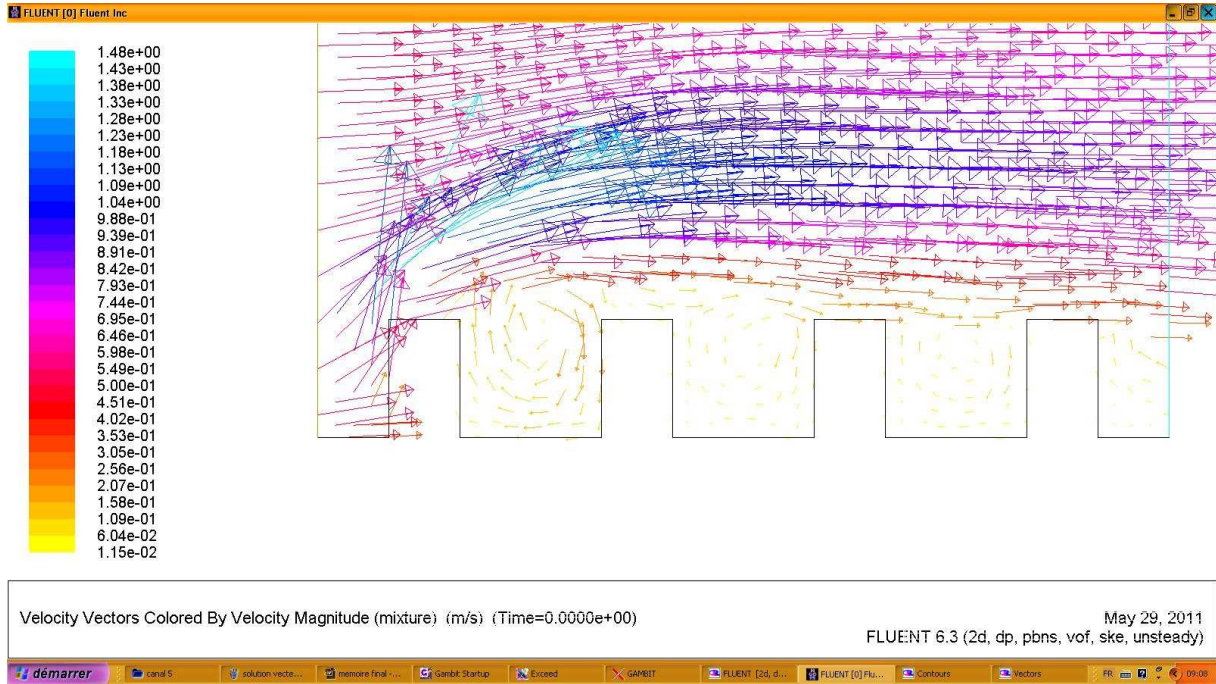 FLUENT [0] Fluent Inc
1.48e+00
1.43e+00
1.38e+00
1.33e+00
1.28e+00
1.23e+00
1.18e+00
1.13e+00
1.09e+00
1.04e+00
9.88e-01
9.39e-01
8.91e-01
8.42e-01
7.93e-01
7.44e-01
6.95e-01
6.46e-01
5.98e-01
5.49e-01
5.00e-01
4.51e-01
4.02e-01
3.53e-01
3.05e-01
2.56e-01
2.07e-01
1.58e-01
1.09e-01
6.04e-02
1.15e-02
Velocity Vectors Colored By Velocity Magnitude (mixture) (m/s) (Time=0.0000e+00)
May 29, 2011
FLUENT 6.3 (2d, dp, pbns, vof, ske, unsteady)
démarrer
canal 5
solution vecte...
memoire final -...
Gambit Startup
Exceed
GAMBIT
FLUENT [2d, d...
FLUENT [0] Flu...
Contours
Vectors
FR
09:08